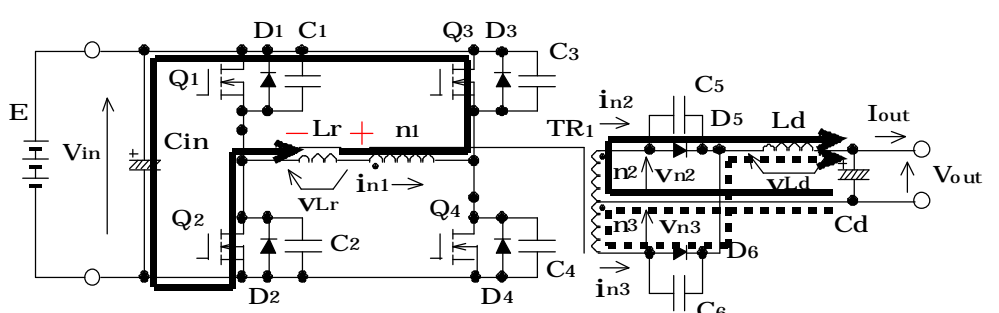 D1 C1 Q3 D3
C3
Q1
C5
E
in2
Iout
Cin
Lr
n1
TR1
D5
Ld
Vin
+
− +
+
in1
n2
Vn2
VLd
Vout
VLr
Q2
Q4
n3
Vn3
Cd
C2
D6
C4
D2
D4
in3
C6